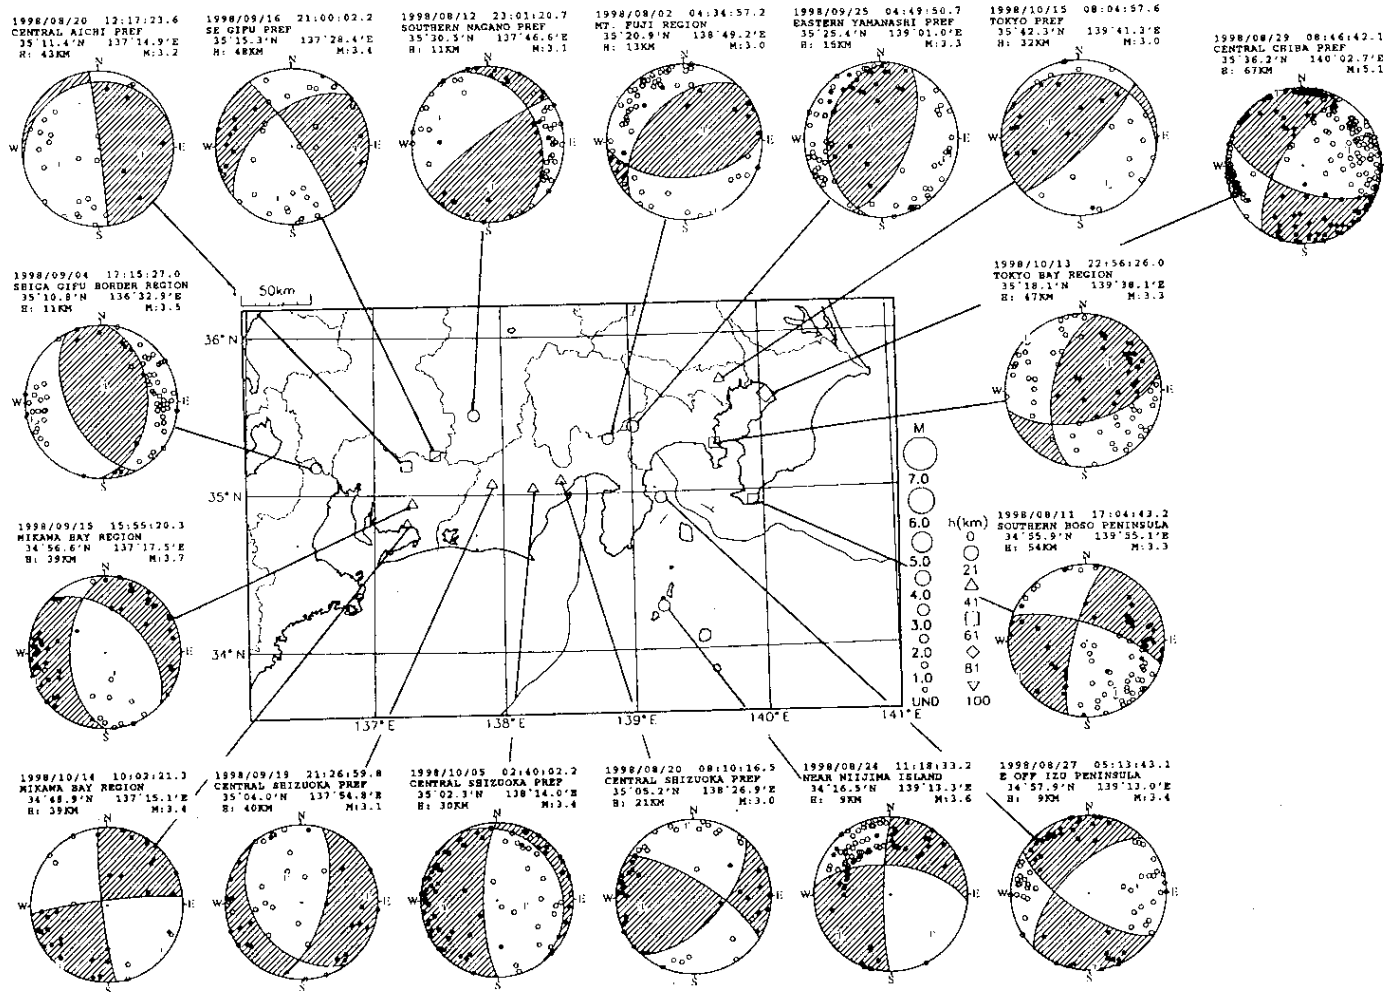 1998/08/20 12:17:23.6
CENTRAL AICHI PREF
35°11.4'N 137°14.9'E
H: 43KM M:3.2
1998/09/16 21:00:02.2
SE GIFU PREF
35°15.3'N 137°28.4'E
H: 48KM M:3.4
1998/08/12 23:01:20.7
SOUTHERN NAGANO PREF
35°30.5'N 137°46.6'E
H: 11KM M:3.1
1998/08/02 04:34:57.2
MT. FUJI REGION
35°20.9'N 138°49.2'E
H: 13KM M:3.0
1998/09/25 04:49:50.7
EASTERN YAMANASHI PREF
35°25.4'N 139°01.0'E
H: 15KM M:3.3
1998/10/15 08:04:57.6
TOKYO PREF
35°42.3'N 139°41.3'E
H: 32KM M:3.0
1998/08/29 08:46:42.1
CENTRAL CHIBA PREF
35°36.2'N 140°02.7'E
H: 67KM M:5.1
1998/09/04 17:15:27.0
SHIGA GIFU BORDER REGION
35°10.8'N 136°32.9'E
H: 11KM M:3.5
1998/10/13 22:56:26.0
TOKYO BAY REGION
35°18.1'N 139°38.1'E
H: 47KM M:3.3
1998/09/15 15:55:20.3
MIKAWA BAY REGION
34°56.6'N 137°17.5'E
H: 39KM M:3.7
1998/08/11 17:04:43.2
SOUTHERN BOSO PENINSULA
34°55.9'N 139°55.1'E
H: 54KM M:3.3
50km
36°N
35°N
34°N
137°E 138°E 139°E 140°E 141°E
M
7.0
6.0
5.0
4.0
3.0
2.0
1.0
UND
h(km)
0
21
41
61
81
100
1998/10/14 10:02:21.3
MIKAWA BAY REGION
34°48.9'N 137°15.1'E
H: 39KM M:3.4
1998/09/19 21:26:59.8
CENTRAL SHIZUOKA PREF
35°04.0'N 137°54.8'E
H: 40KM M:3.1
1998/10/05 02:40:02.2
CENTRAL SHIZUOKA PREF
35°02.3'N 138°14.0'E
H: 30KM M:3.4
1998/08/20 08:10:16.5
CENTRAL SHIZUOKA PREF
35°05.2'N 138°26.9'E
H: 21KM M:3.0
1998/08/24 11:18:33.2
NEAR NIIJIMA ISLAND
34°16.5'N 139°13.3'E
H: 9KM M:3.6
1998/08/27 05:13:43.1
E OFF IZU PENINSULA
34°57.9'N 139°13.0'E
H: 9KM M:3.4